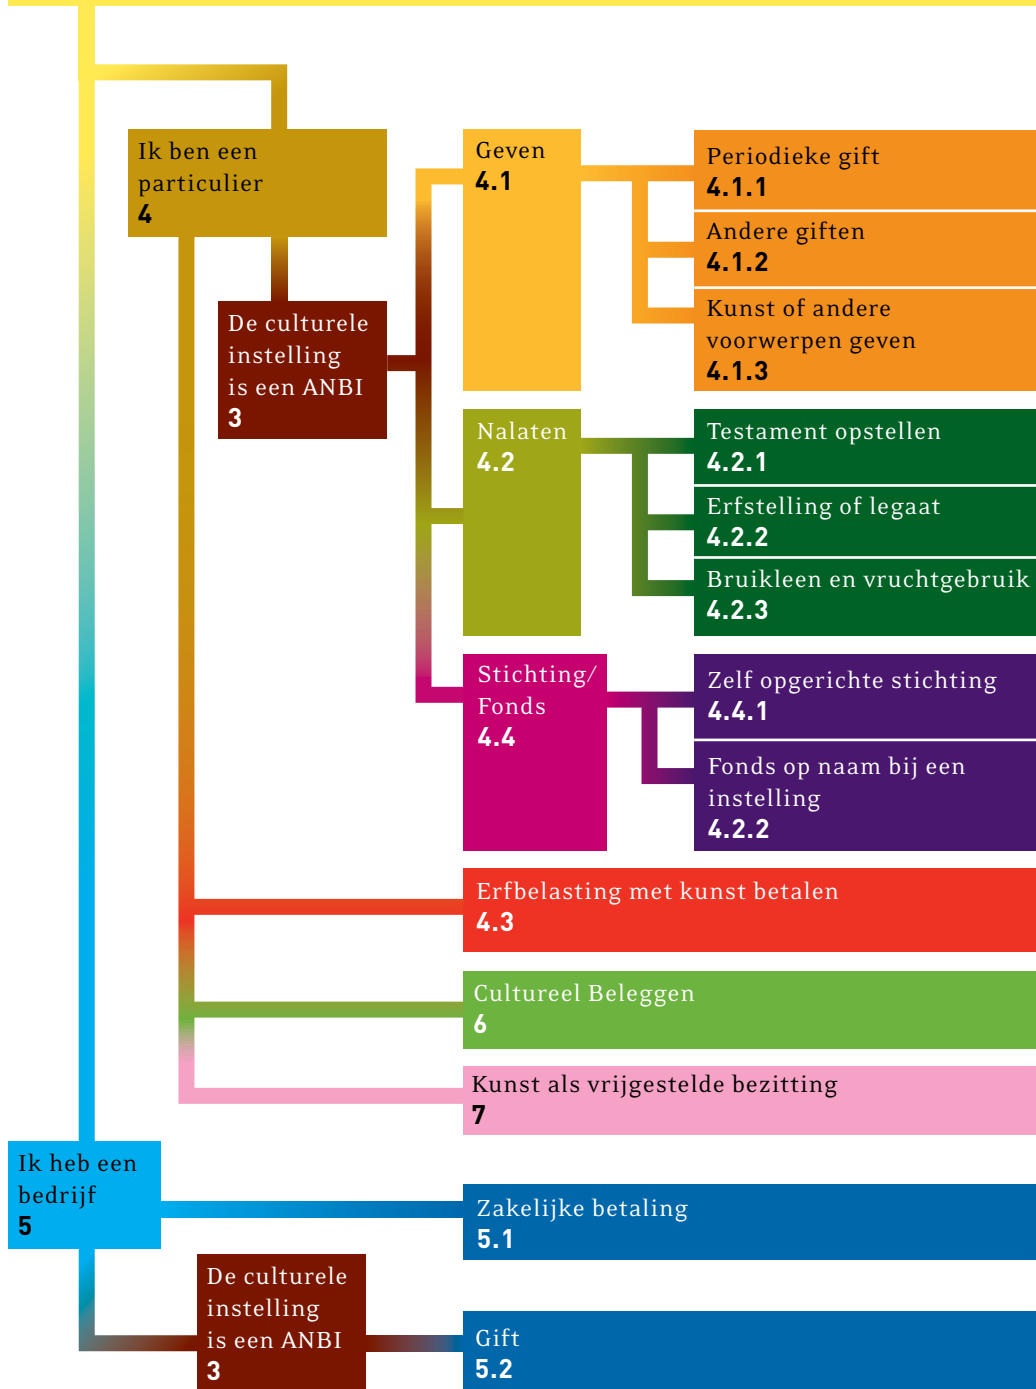 Ik ben een
particulier
4
De culturele
instelling
is een ANBI
3
Geven
4.1
Periodieke gift
4.1.1
Andere giften
4.1.2
Kunst of andere
voorwerpen geven
4.1.3
Nalaten
4.2
Testament opstellen
4.2.1
Erfstelling of legaat
4.2.2
Bruikleen en vruchtgebruik
4.2.3
Stichting/
Fonds
4.4
Zelf opgerichte stichting
4.4.1
Fonds op naam bij een
instelling
4.2.2
Erfbelasting met kunst betalen
4.3
Cultureel Beleggen
6
Kunst als vrijgestelde bezitting
7
Ik heb een
bedrijf
5
Zakelijke betaling
5.1
De culturele
instelling
is een ANBI
3
Gift
5.2